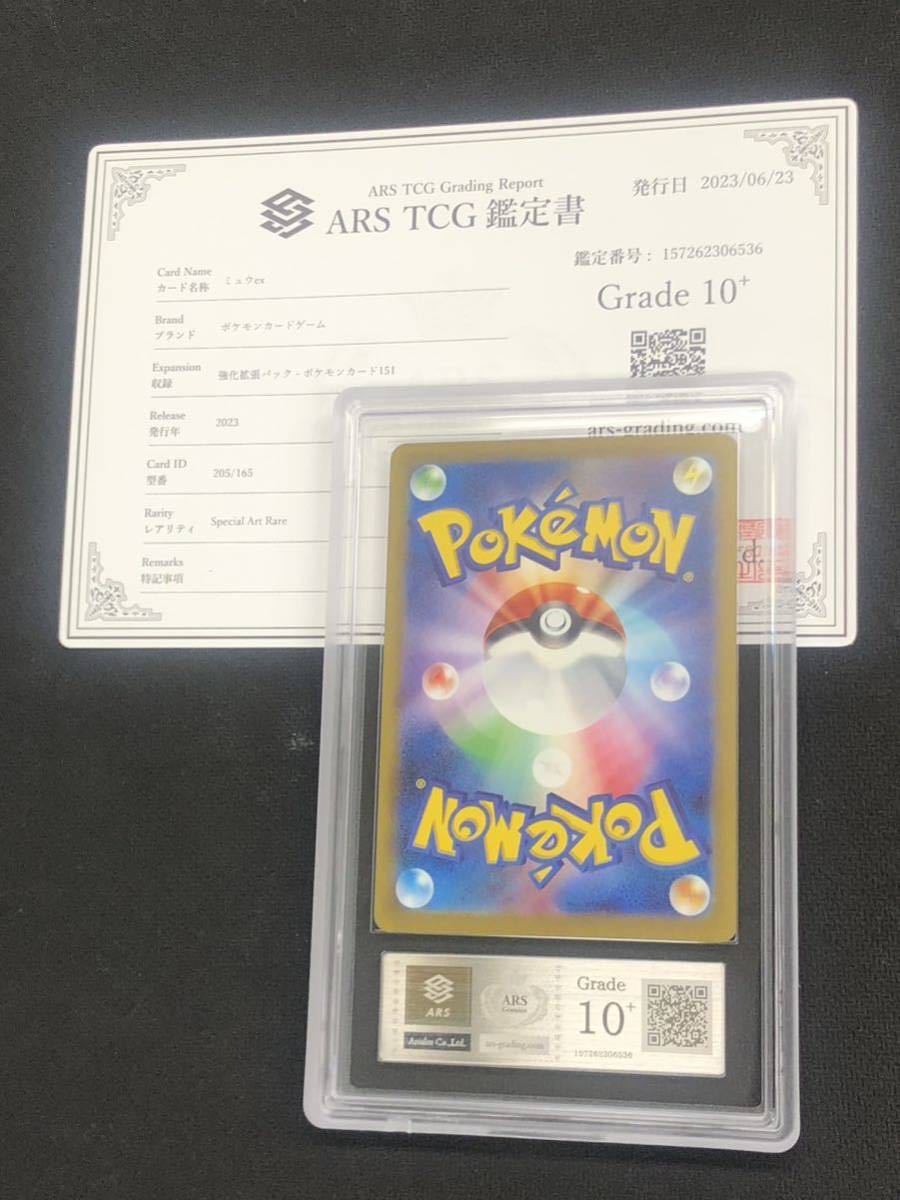 ARS TCG Grading Report
ARS TCG 鑑定書
発行日 2023/06/23
鑑定番号 : 157262306536
Grade 10+
Card Name
カード名称 ミュウex
Brand
ブランド ポケモンカードゲーム
Expansion
収録 強化拡張パック - ポケモンカード151
Release
発行年 2023
Card ID
型番 205/165
Rarity
レアリティ Special Art Rare
Remarks
特記事項 -
ars-grading.com
POKéMON
®
POKéMON
®
ARS
ARS
Genuine
ars-grading.com
Grade
10+
157262306536